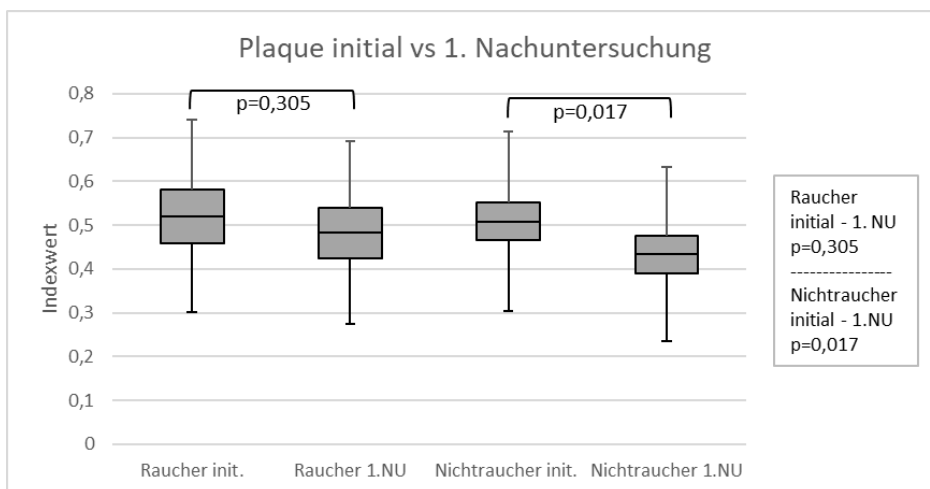 Plaque initial vs 1. Nachuntersuchung
0,8
0,7
0,6
0,5
0,4
0,3
0,2
0,1
0
Indexwert
p=0,305
p=0,017
Raucher init.
Raucher 1.NU
Nichtraucher init.
Nichtraucher 1.NU
Raucher
initial - 1. NU
p=0,305
----------------
Nichtraucher
initial - 1.NU
p=0,017